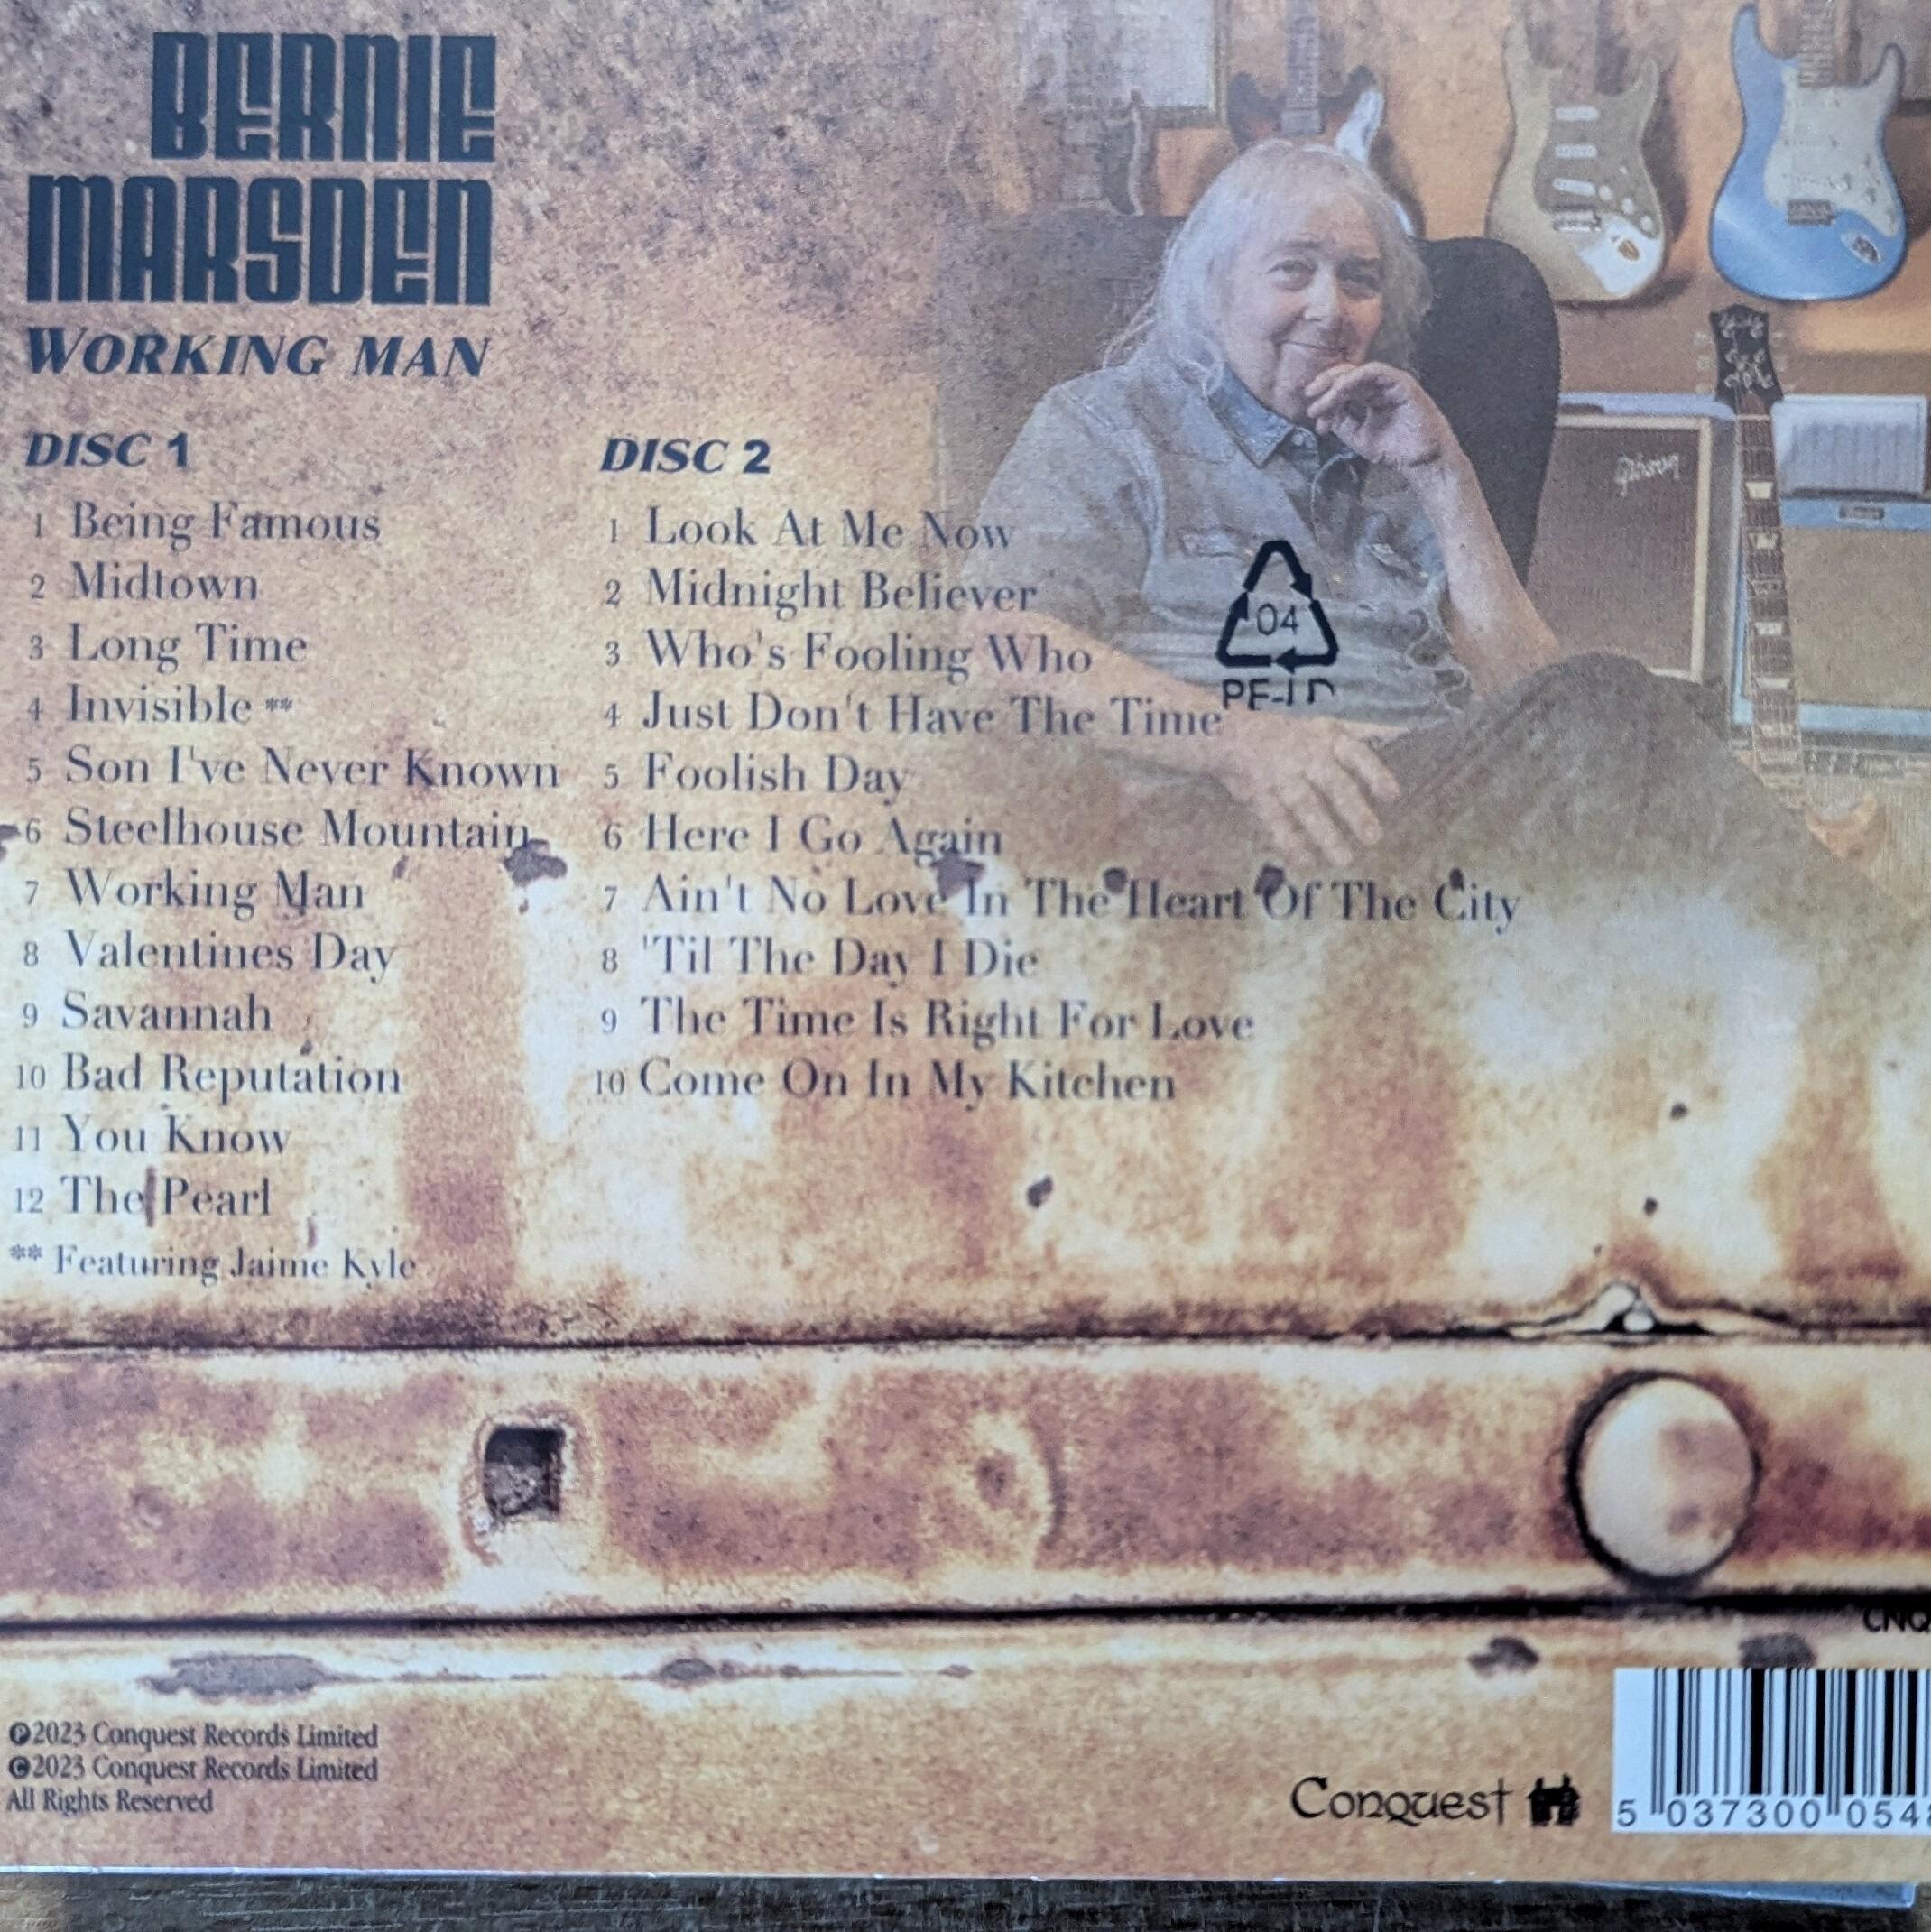 BERNIE
MARSDEN
WORKING MAN
DISC 1
1 Being Famous
2 Midtown
3 Long Time
4 Invisible **
5 Son I've Never Known
6 Steelhouse Mountain
7 Working Man
8 Valentines Day
9 Savannah
10 Bad Reputation
11 You Know
12 The Pearl
** Featuring Jaime Kyle
DISC 2
1 Look At Me Now
2 Midnight Believer
3 Who's Fooling Who
4 Just Don't Have The Time
5 Foolish Day
6 Here I Go Again
7 Ain't No Love In The Heart Of The City
8 'Til The Day I Die
9 The Time Is Right For Love
10 Come On In My Kitchen
Gibson
04
PE-LD
℗2023 Conquest Records Limited
©2023 Conquest Records Limited
All Rights Reserved
Conquest
CNQ
5 037300 054